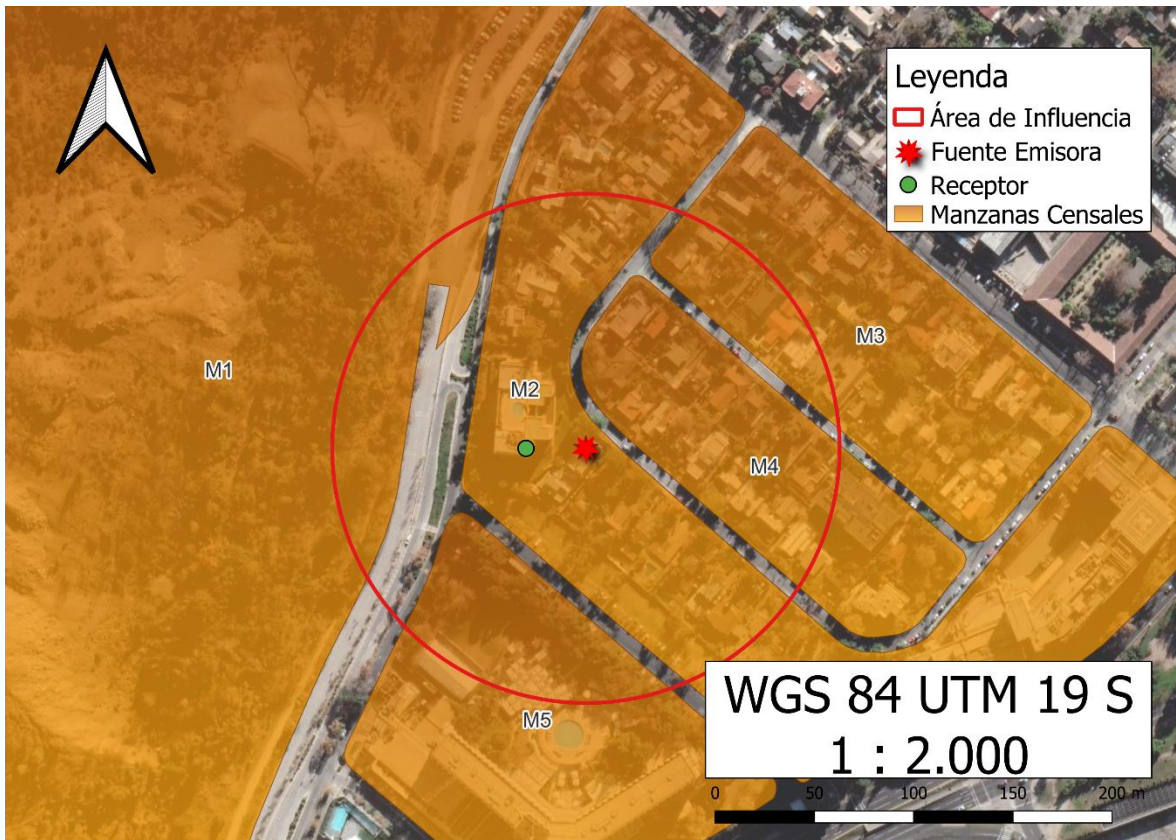 Leyenda
Área de Influencia
Fuente Emisora
Receptor
Manzanas Censales
M3
M1
M2
M4
M5
WGS 84 UTM 19 S
1 : 2.000
0 50 100 150 200 m